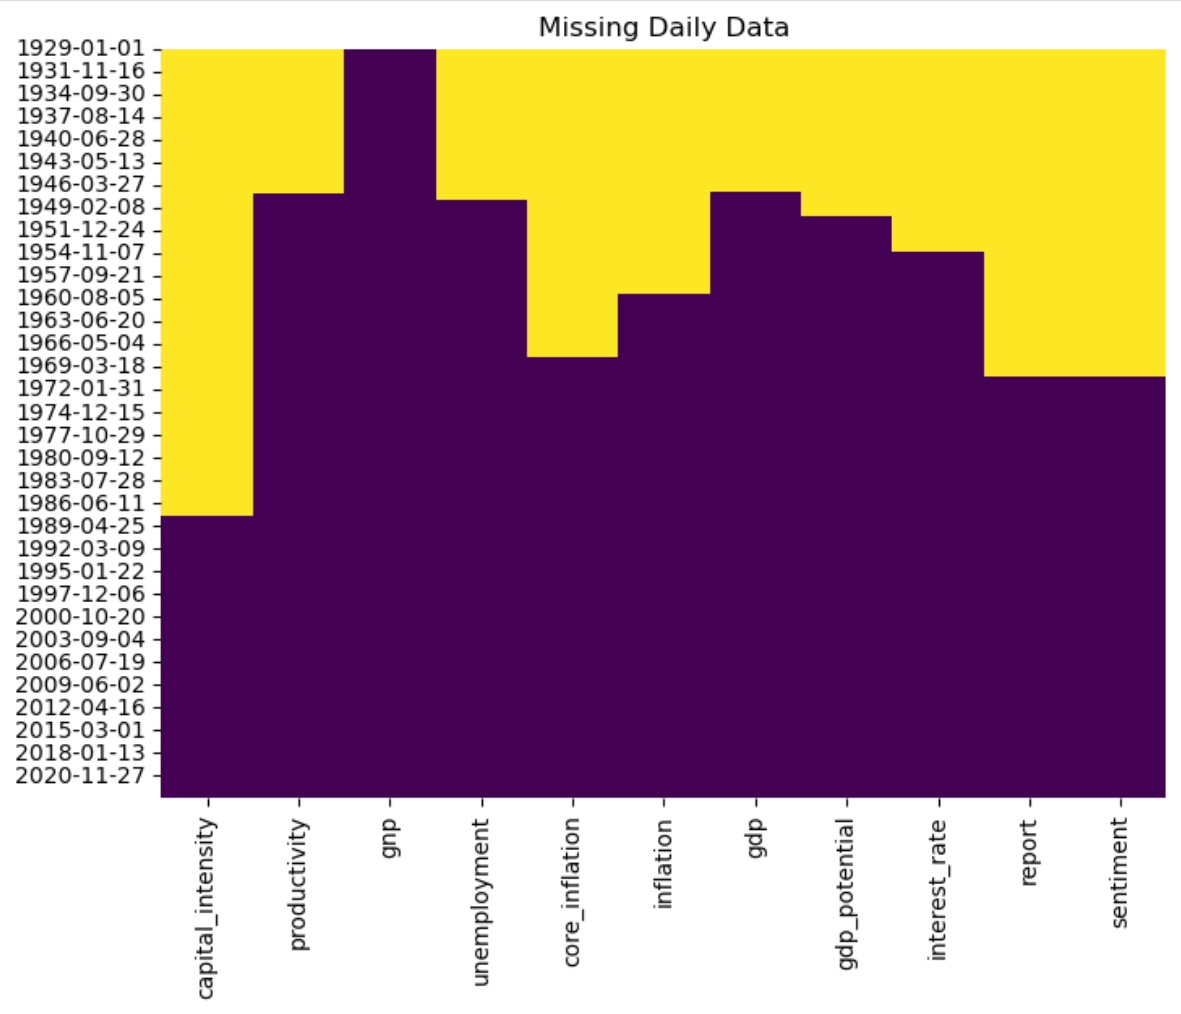 Missing Daily Data
1929-01-01
1931-11-16
1934-09-30
1937-08-14
1940-06-28
1943-05-13
1946-03-27
1949-02-08
1951-12-24
1954-11-07
1957-09-21
1960-08-05
1963-06-20
1966-05-04
1969-03-18
1972-01-31
1974-12-15
1977-10-29
1980-09-12
1983-07-28
1986-06-11
1989-04-25
1992-03-09
1995-01-22
1997-12-06
2000-10-20
2003-09-04
2006-07-19
2009-06-02
2012-04-16
2015-03-01
2018-01-13
2020-11-27
capital_intensity
productivity
gnp
unemployment
core_inflation
inflation
gdp
gdp_potential
interest_rate
report
sentiment